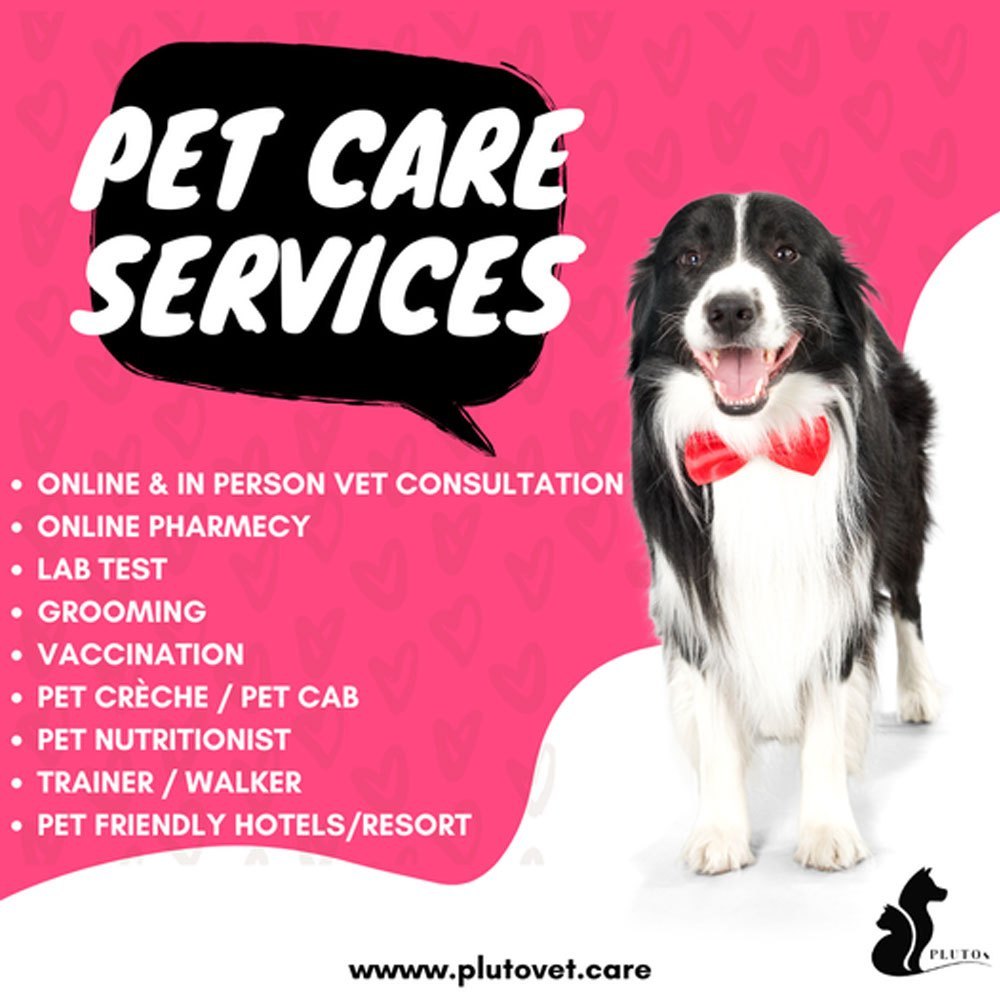 PET CARE
SERVICES
• ONLINE & IN PERSON VET CONSULTATION
• ONLINE PHARMECY
• LAB TEST
• GROOMING
• VACCINATION
• PET CRÈCHE / PET CAB
• PET NUTRITIONIST
• TRAINER / WALKER
• PET FRIENDLY HOTELS/RESORT
PLUTOs
wwww.plutovet.care